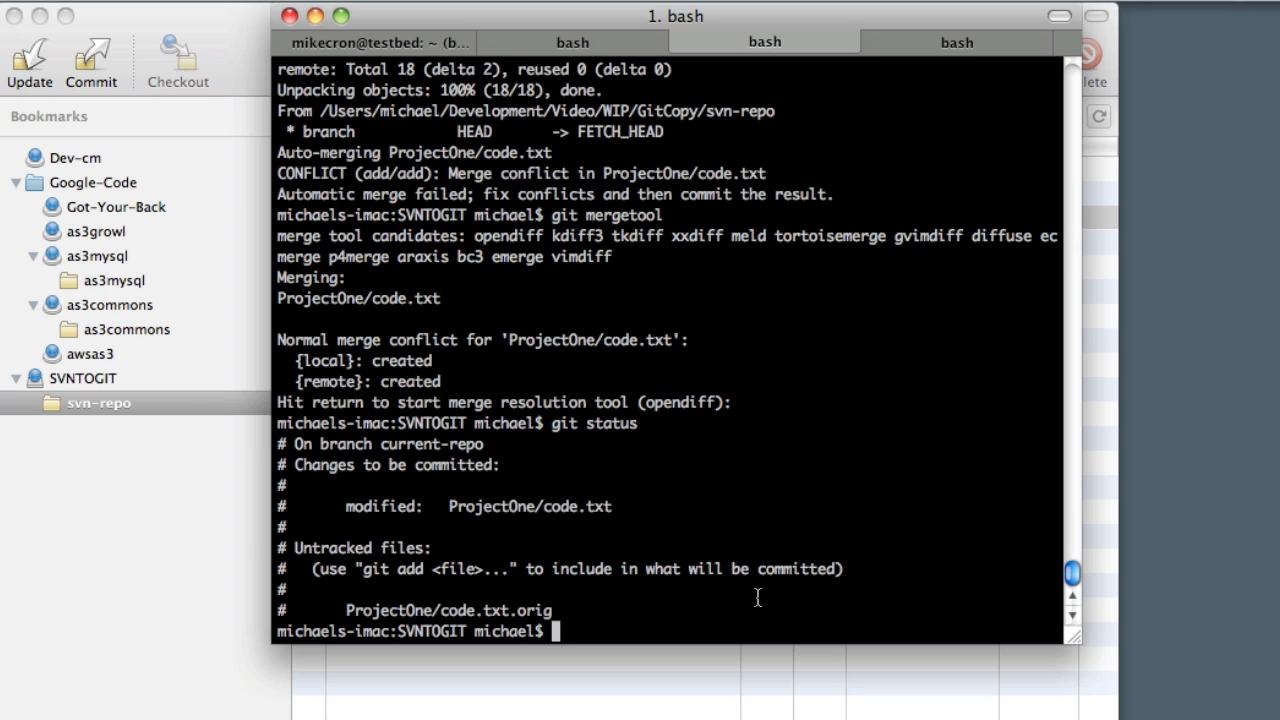 1. bash
mikecron@testbed: ~ (b...
bash
bash
bash
Update
Commit
Checkout
lete
Bookmarks
Dev-cm
Google-Code
Got-Your-Back
as3growl
as3mysql
as3mysql
as3commons
as3commons
awsas3
SVNTOGIT
svn-repo
remote: Total 18 (delta 2), reused 0 (delta 0)
Unpacking objects: 100% (18/18), done.
From /Users/michael/Development/Video/WIP/GitCopy/svn-repo
* branch            HEAD       -> FETCH_HEAD
Auto-merging ProjectOne/code.txt
CONFLICT (add/add): Merge conflict in ProjectOne/code.txt
Automatic merge failed; fix conflicts and then commit the result.
michaels-imac:SVNTOGIT michael$ git mergetool
merge tool candidates: opendiff kdiff3 tkdiff xxdiff meld tortoisemerge gvimdiff diffuse ec
merge p4merge araxis bc3 emerge vimdiff
Merging:
ProjectOne/code.txt
Normal merge conflict for 'ProjectOne/code.txt':
{local}: created
{remote}: created
Hit return to start merge resolution tool (opendiff):
michaels-imac:SVNTOGIT michael$ git status
# On branch current-repo
# Changes to be committed:
#
#       modified:   ProjectOne/code.txt
#
# Untracked files:
#   (use "git add <file>..." to include in what will be committed)
#
#       ProjectOne/code.txt.orig
michaels-imac:SVNTOGIT michael$